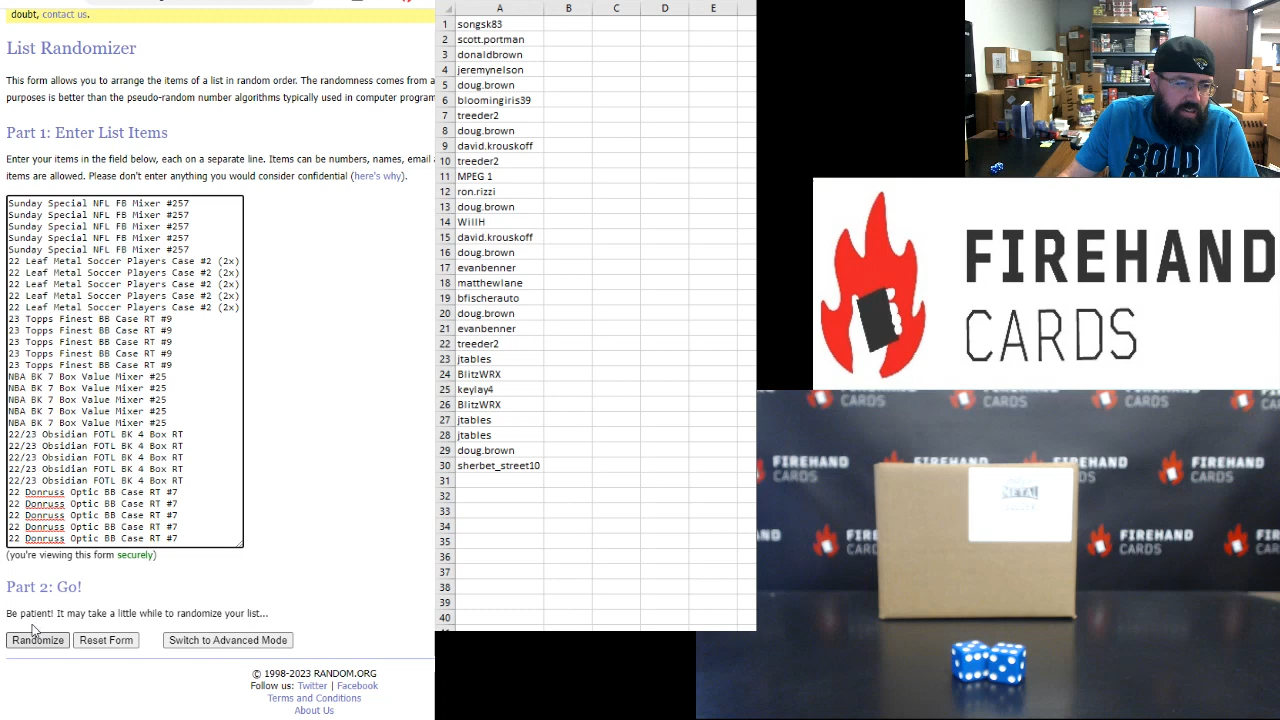 doubt, contact us.
List Randomizer
This form allows you to arrange the items of a list in random order. The randomness comes from a
purposes is better than the pseudo-random number algorithms typically used in computer program
Part 1: Enter List Items
Enter your items in the field below, each on a separate line. Items can be numbers, names, email
items are allowed. Please don't enter anything you would consider confidential (here's why).
Sunday Special NFL FB Mixer #257
Sunday Special NFL FB Mixer #257
Sunday Special NFL FB Mixer #257
Sunday Special NFL FB Mixer #257
Sunday Special NFL FB Mixer #257
22 Leaf Metal Soccer Players Case #2 (2x)
22 Leaf Metal Soccer Players Case #2 (2x)
22 Leaf Metal Soccer Players Case #2 (2x)
22 Leaf Metal Soccer Players Case #2 (2x)
22 Leaf Metal Soccer Players Case #2 (2x)
23 Topps Finest BB Case RT #9
23 Topps Finest BB Case RT #9
23 Topps Finest BB Case RT #9
23 Topps Finest BB Case RT #9
23 Topps Finest BB Case RT #9
NBA BK 7 Box Value Mixer #25
NBA BK 7 Box Value Mixer #25
NBA BK 7 Box Value Mixer #25
NBA BK 7 Box Value Mixer #25
NBA BK 7 Box Value Mixer #25
22/23 Obsidian FOTL BK 4 Box RT
22/23 Obsidian FOTL BK 4 Box RT
22/23 Obsidian FOTL BK 4 Box RT
22/23 Obsidian FOTL BK 4 Box RT
22/23 Obsidian FOTL BK 4 Box RT
22 Donruss Optic BB Case RT #7
22 Donruss Optic BB Case RT #7
22 Donruss Optic BB Case RT #7
22 Donruss Optic BB Case RT #7
22 Donruss Optic BB Case RT #7
(you're viewing this form securely)
Part 2: Go!
Be patient! It may take a little while to randomize your list...
Randomize Reset Form Switch to Advanced Mode
© 1998-2023 RANDOM.ORG
Follow us: Twitter | Facebook
Terms and Conditions
About Us
A B C D E
1 songsk83
2 scott.portman
3 donaldbrown
4 jeremynelson
5 doug.brown
6 bloomingiris39
7 treeder2
8 doug.brown
9 david.krouskoff
10 treeder2
11 MPEG 1
12 ron.rizzi
13 doug.brown
14 WillH
15 david.krouskoff
16 doug.brown
17 evanbenner
18 matthewlane
19 bfischerauto
20 doug.brown
21 evanbenner
22 treeder2
23 jtables
24 BlitzWRX
25 keylay4
26 BlitzWRX
27 jtables
28 jtables
29 doug.brown
30 sherbet_street10
31
32
33
34
35
36
37
38
39
40
BOLD
FIREHAND
CARDS
CARDS
FIREHAND
CARDS
FIREHAND
CARDS
FIREHAND
CARDS
FIREHAND
CARDS
FIREHAND
CARDS
METAL